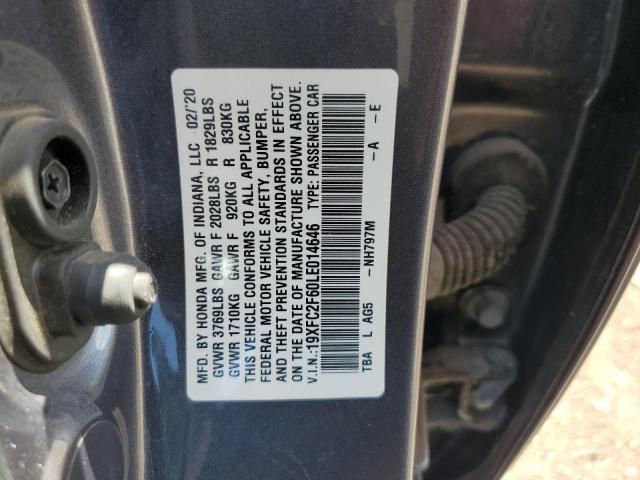 MFD. BY HONDA MFG. OF INDIANA, LLC 02/'20
GVWR 3769LBS GAWR F 2028LBS R 1829LBS
GVWR 1710KG GAWR F 920KG R 830KG
THIS VEHICLE CONFORMS TO ALL APPLICABLE
FEDERAL MOTOR VEHICLE SAFETY, BUMPER,
AND THEFT PREVENTION STANDARDS IN EFFECT
ON THE DATE OF MANUFACTURE SHOWN ABOVE.
V.I.N.:19XFC2F60LE014646 TYPE: PASSENGER CAR
TBA L AG5 -NH797M -A -E